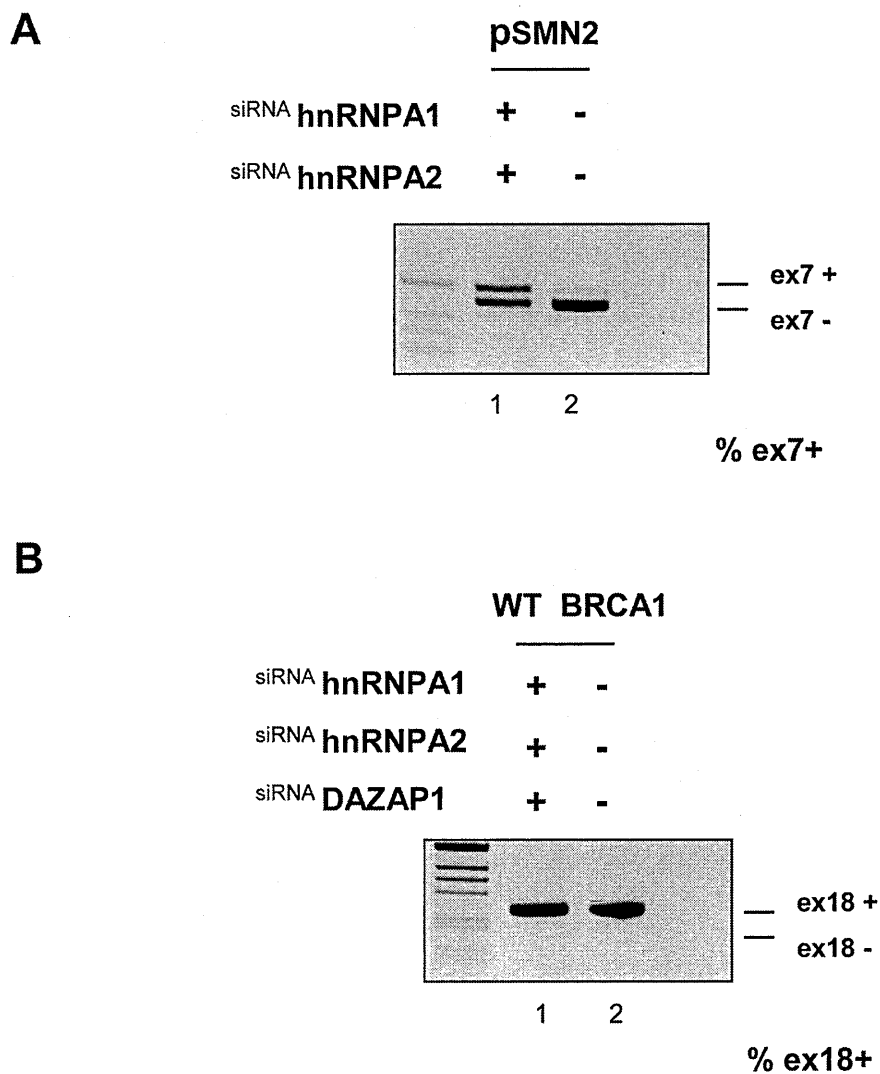 A
pSMN2
siRNA hnRNPA1 + -
siRNA hnRNPA2 + -
ex7 +
ex7 -
1 2
% ex7+
B
WT BRCA1
siRNA hnRNPA1 + -
siRNA hnRNPA2 + -
siRNA DAZAP1 + -
ex18 +
ex18 -
1 2
% ex18+